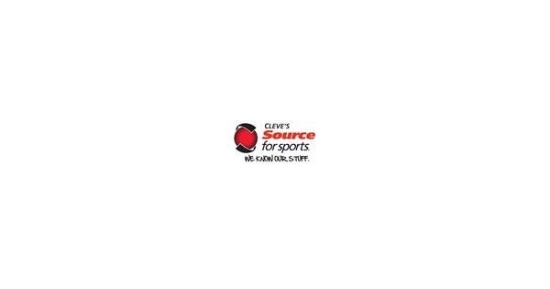 CLEVE'S
Source
for sports.
WE KNOW OUR STUFF.